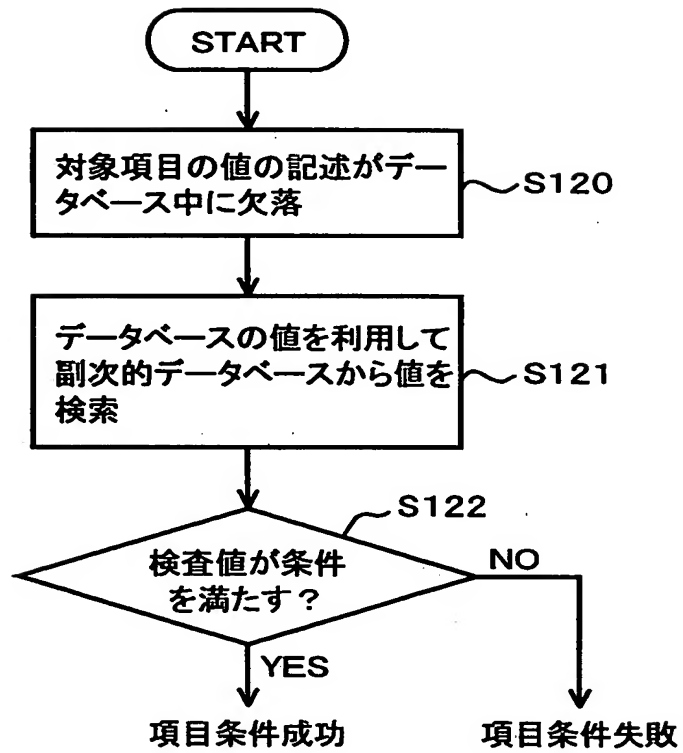 START
対象項目の値の記述がデー
タベース中に欠落
S120
データベースの値を利用して
副次的データベースから値を
検索
S121
S122
検査値が条件
を満たす?
NO
YES
項目条件成功
項目条件失敗